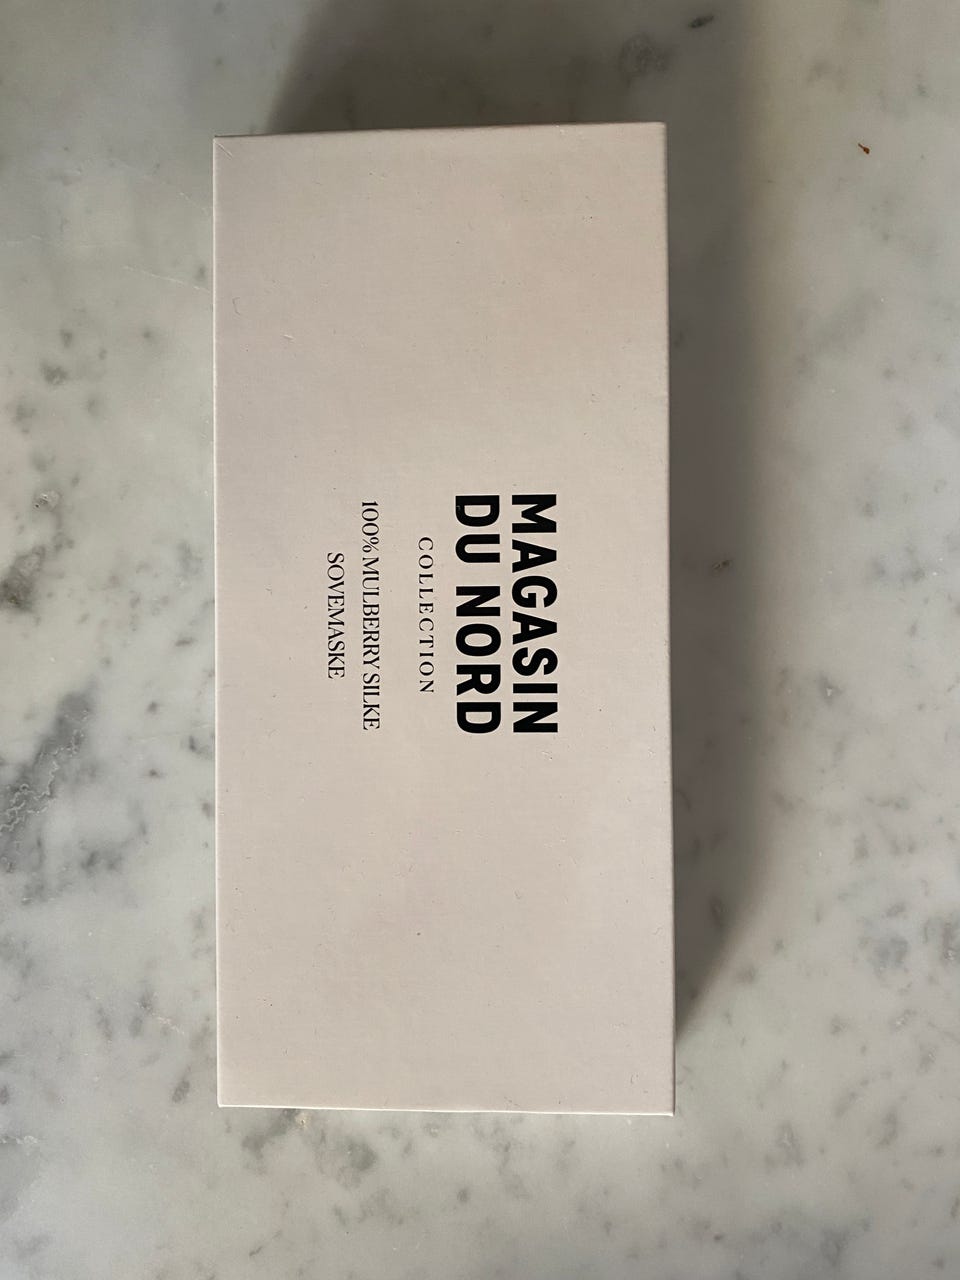 MAGASIN
DU NORD
COLLECTION
100% MULBERRY SILKE
SOVEMASKE